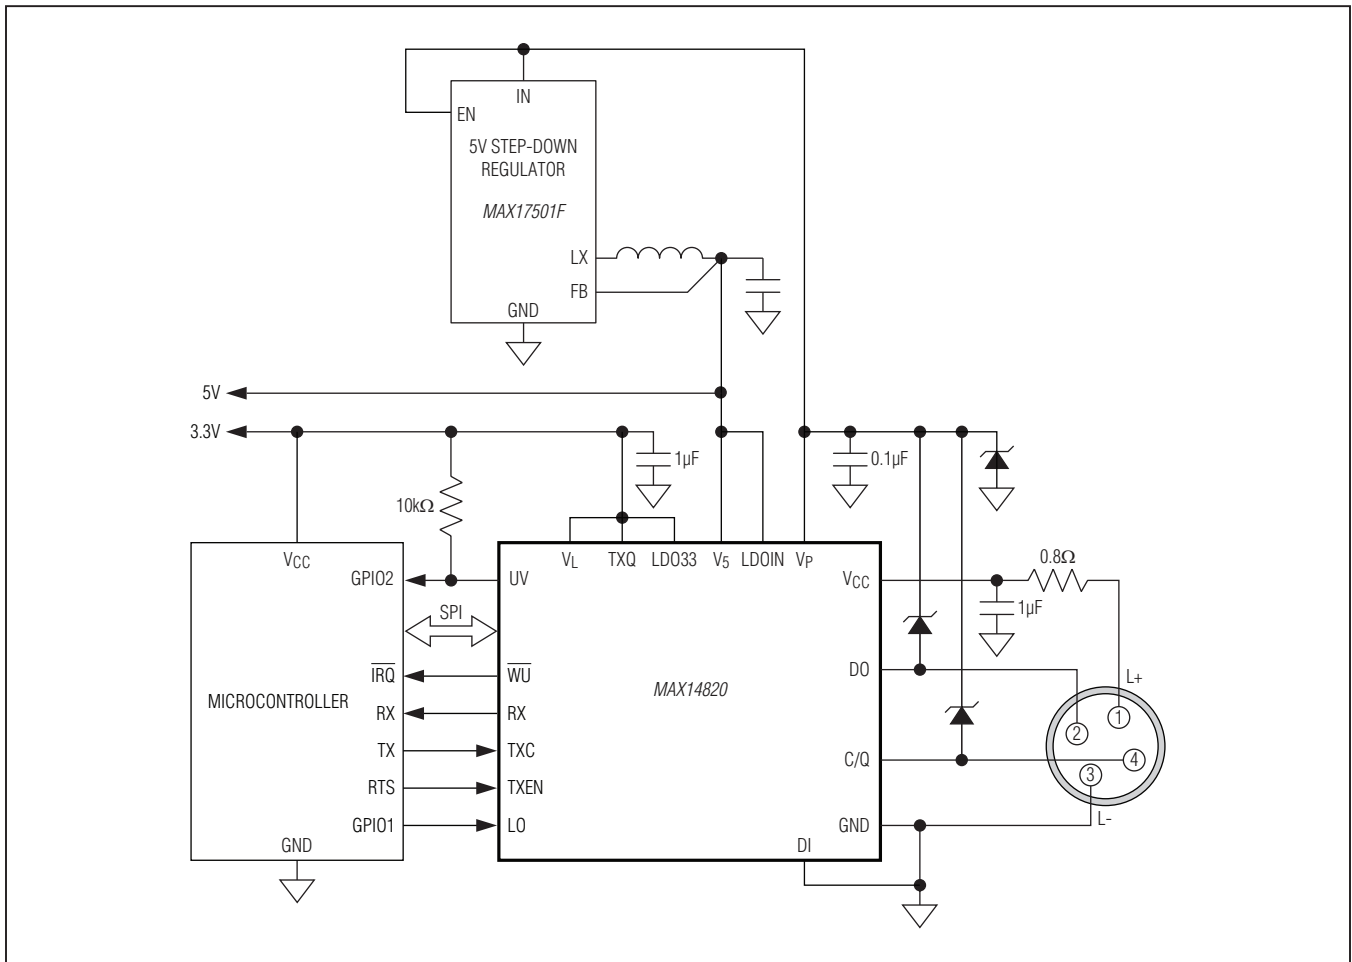 IN
EN
5V STEP-DOWN
REGULATOR
MAX17501F
LX
FB
GND
5V
3.3V
1µF
0.1µF
10kΩ
VCC
GPIO2
SPI
IRQ
RX
TX
RTS
GPIO1
GND
MICROCONTROLLER
VL
TXQ
LDO33
V5
LDOIN
VP
UV
WU
RX
TXC
TXEN
LO
MAX14820
VCC
DO
C/Q
GND
DI
0.8Ω
1µF
L+
1
2
3
4
L-